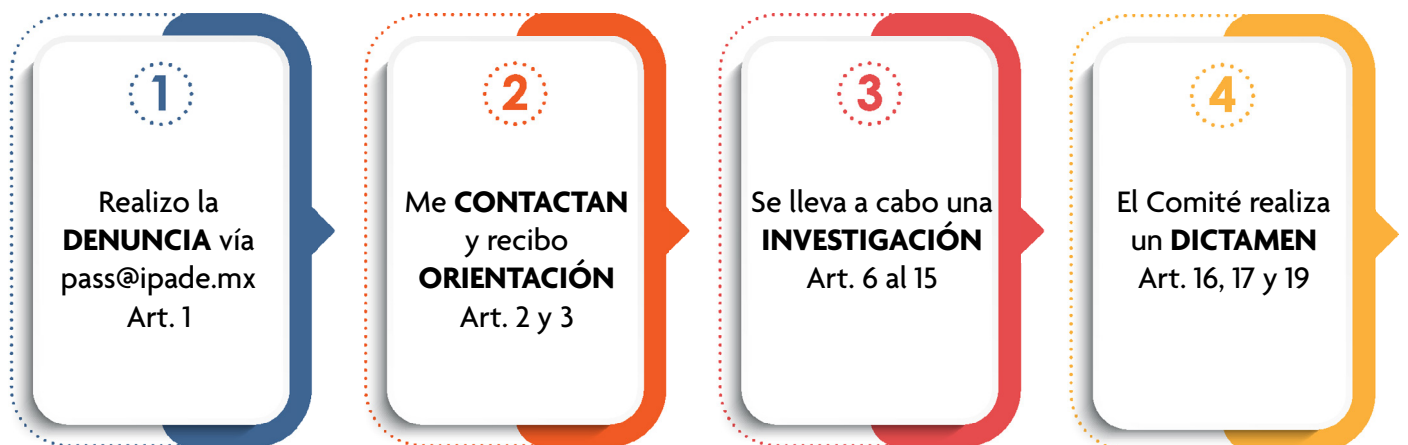 1
Realizo la
DENUNCIA vía
pass@ipade.mx
Art. 1
2
Me CONTACTAN
y recibo
ORIENTACIÓN
Art. 2 y 3
3
Se lleva a cabo una
INVESTIGACIÓN
Art. 6 al 15
4
El Comité realiza
un DICTAMEN
Art. 16, 17 y 19